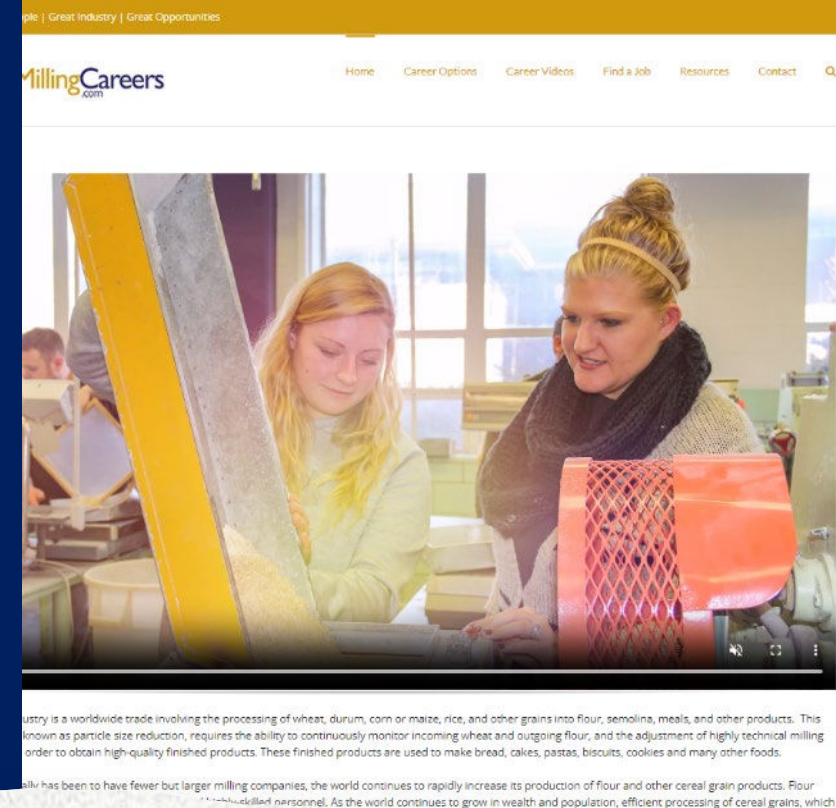 | Great Industry | Great Opportunities
MillingCareers
.com
Home Career Options Career Videos Find a Job Resources Contact
is a worldwide trade involving the processing of wheat, durum, corn or maize, rice, and other grains into flour, semolina, meals, and other products. This
known as particle size reduction, requires the ability to continuously monitor incoming wheat and outgoing flour, and the adjustment of highly technical milling
order to obtain high-quality finished products. These finished products are used to make bread, cakes, pastas, biscuits, cookies and many other foods.
has been to have fewer but larger milling companies, the world continues to rapidly increase its production of flour and other cereal grain products. Flour
skilled personnel. As the world continues to grow in wealth and population, efficient processing of cereal grains, which